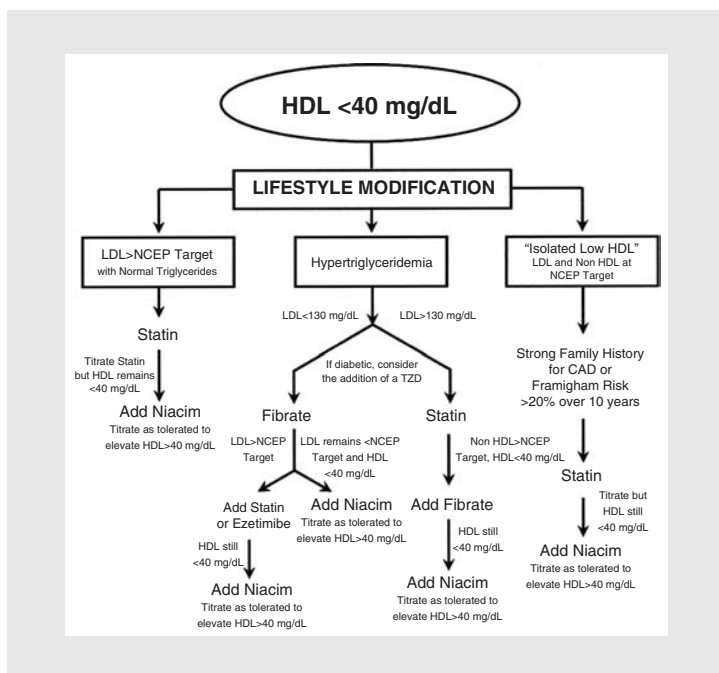 HDL <40 mg/dL
LIFESTYLE MODIFICATION
LDL>NCEP Target
with Normal Triglycerides
Statin
Titrate Statin
but HDL remains
<40 mg/dL
Add Niacim
Titrate as tolerated to
elevate HDL>40 mg/dL
Hypertriglyceridemia
LDL<130 mg/dL
LDL>130 mg/dL
If diabetic, consider
the addition of a TZD
Fibrate
LDL>NCEP
Target
LDL remains <NCEP
Target and HDL
<40 mg/dL
Add Statin
or Ezetimibe
HDL still
<40 mg/dL
Add Niacim
Titrate as tolerated to
elevate HDL>40 mg/dL
Add Niacim
Titrate as tolerated to
elevate HDL>40 mg/dL
Statin
Non HDL>NCEP
Target, HDL<40 mg/dL
Add Fibrate
HDL still
<40 mg/dL
Add Niacim
Titrate as tolerated to
elevate HDL>40 mg/dL
“Isolated Low HDL”
LDL and Non HDL at
NCEP Target
Strong Family History
for CAD or
Framigham Risk
>20% over 10 years
Statin
Titrate but
HDL still
<40 mg/dL
Add Niacim
Titrate as tolerated to
elevate HDL>40 mg/dL